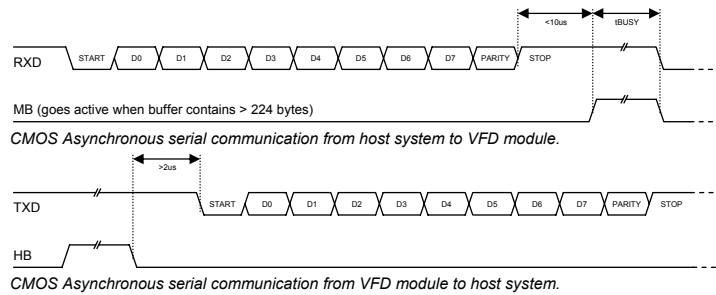 <10us tBUSY
RXD START D0 D1 D2 D3 D4 D5 D6 D7 PARITY STOP
MB (goes active when buffer contains > 224 bytes)
CMOS Asynchronous serial communication from host system to VFD module.
>2us
TXD START D0 D1 D2 D3 D4 D5 D6 D7 PARITY STOP
HB
CMOS Asynchronous serial communication from VFD module to host system.